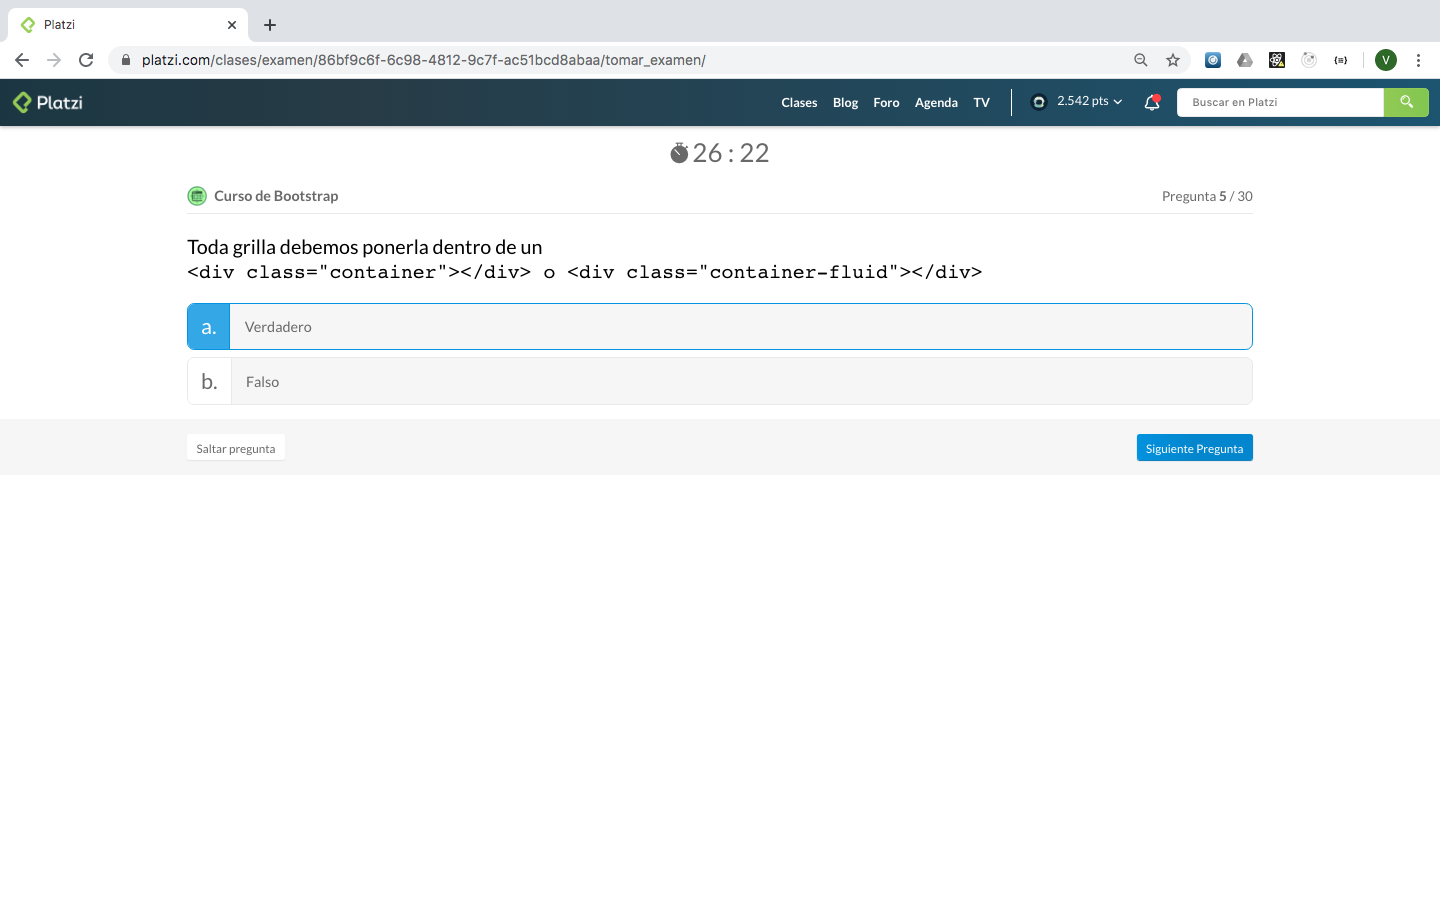 Platzi
platzi.com/clases/examen/86bf9c6f-6c98-4812-9c7f-ac51bcd8abaa/tomar_examen/
V
Platzi
Clases Blog Foro Agenda TV
2.542 pts
Buscar en Platzi
26 : 22
Curso de Bootstrap
Pregunta 5 / 30
Toda grilla debemos ponerla dentro de un
<div class="container"></div> o <div class="container-fluid"></div>
a. Verdadero
b. Falso
Saltar pregunta
Siguiente Pregunta